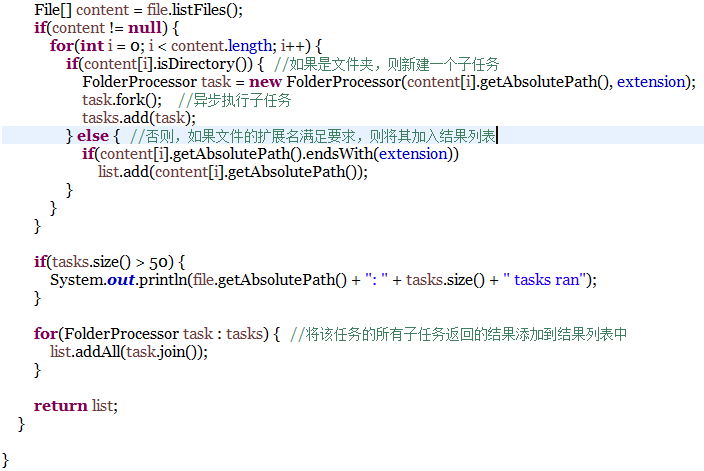 File[] content = file.listFiles();
if(content != null) {
for(int i = 0; i < content.length; i++) {
if(content[i].isDirectory()) { //如果是文件夹，则新建一个子任务
FolderProcessor task = new FolderProcessor(content[i].getAbsolutePath(), extension);
task.fork(); //异步执行子任务
tasks.add(task);
} else { //否则，如果文件的扩展名满足要求，则将其加入结果列表
if(content[i].getAbsolutePath().endsWith(extension))
list.add(content[i].getAbsolutePath());
}
}
}
if(tasks.size() > 50) {
System.out.println(file.getAbsolutePath() + ": " + tasks.size() + " tasks ran");
}
for(FolderProcessor task : tasks) { //将该任务的所有子任务返回的结果添加到结果列表中
list.addAll(task.join());
}
return list;
}
}